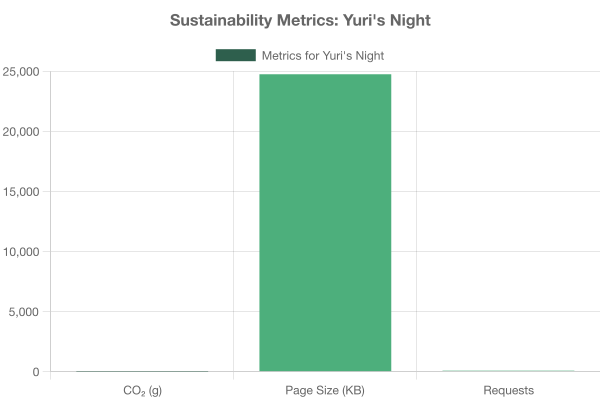 Sustainability Metrics: Yuri's Night
Metrics for Yuri's Night
25,000
20,000
15,000
10,000
5,000
0
CO₂ (g) Page Size (KB) Requests